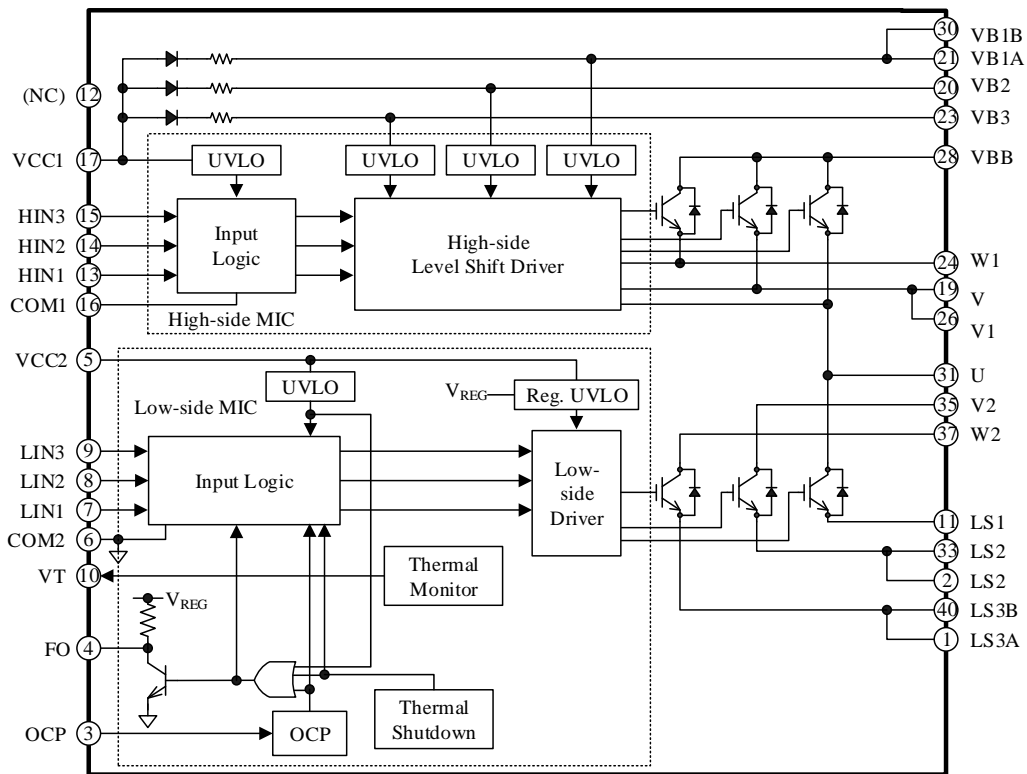 30 VB1B
21 VB1A
(NC) 12
20 VB2
23 VB3
VCC1 17
UVLO UVLO UVLO UVLO
28 VBB
HIN3 15
HIN2 14
HIN1 13
COM1 16
Input
Logic
High-side
Level Shift Driver
High-side MIC
24 W1
19 V
26 V1
VCC2 5
UVLO
VREG
Reg. UVLO
31 U
35 V2
37 W2
Low-side MIC
LIN3 9
LIN2 8
LIN1 7
COM2 6
Input Logic
Low-
side
Driver
11 LS1
33 LS2
2 LS2
40 LS3B
1 LS3A
VT 10
Thermal
Monitor
VREG
FO 4
Thermal
Shutdown
OCP 3
OCP